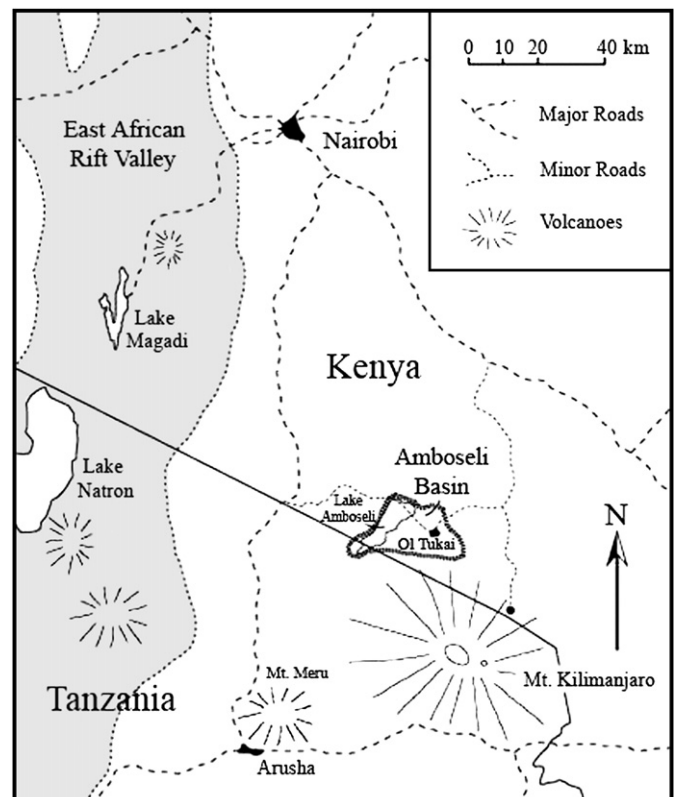 0 10 20 40 km
Major Roads
Minor Roads
Volcanoes
East African
Rift Valley
Nairobi
Lake
Magadi
Kenya
Lake
Natron
Amboseli
Basin
Lake
Amboseli
Ol Tukai
N
Mt. Meru
Mt. Kilimanjaro
Tanzania
Arusha